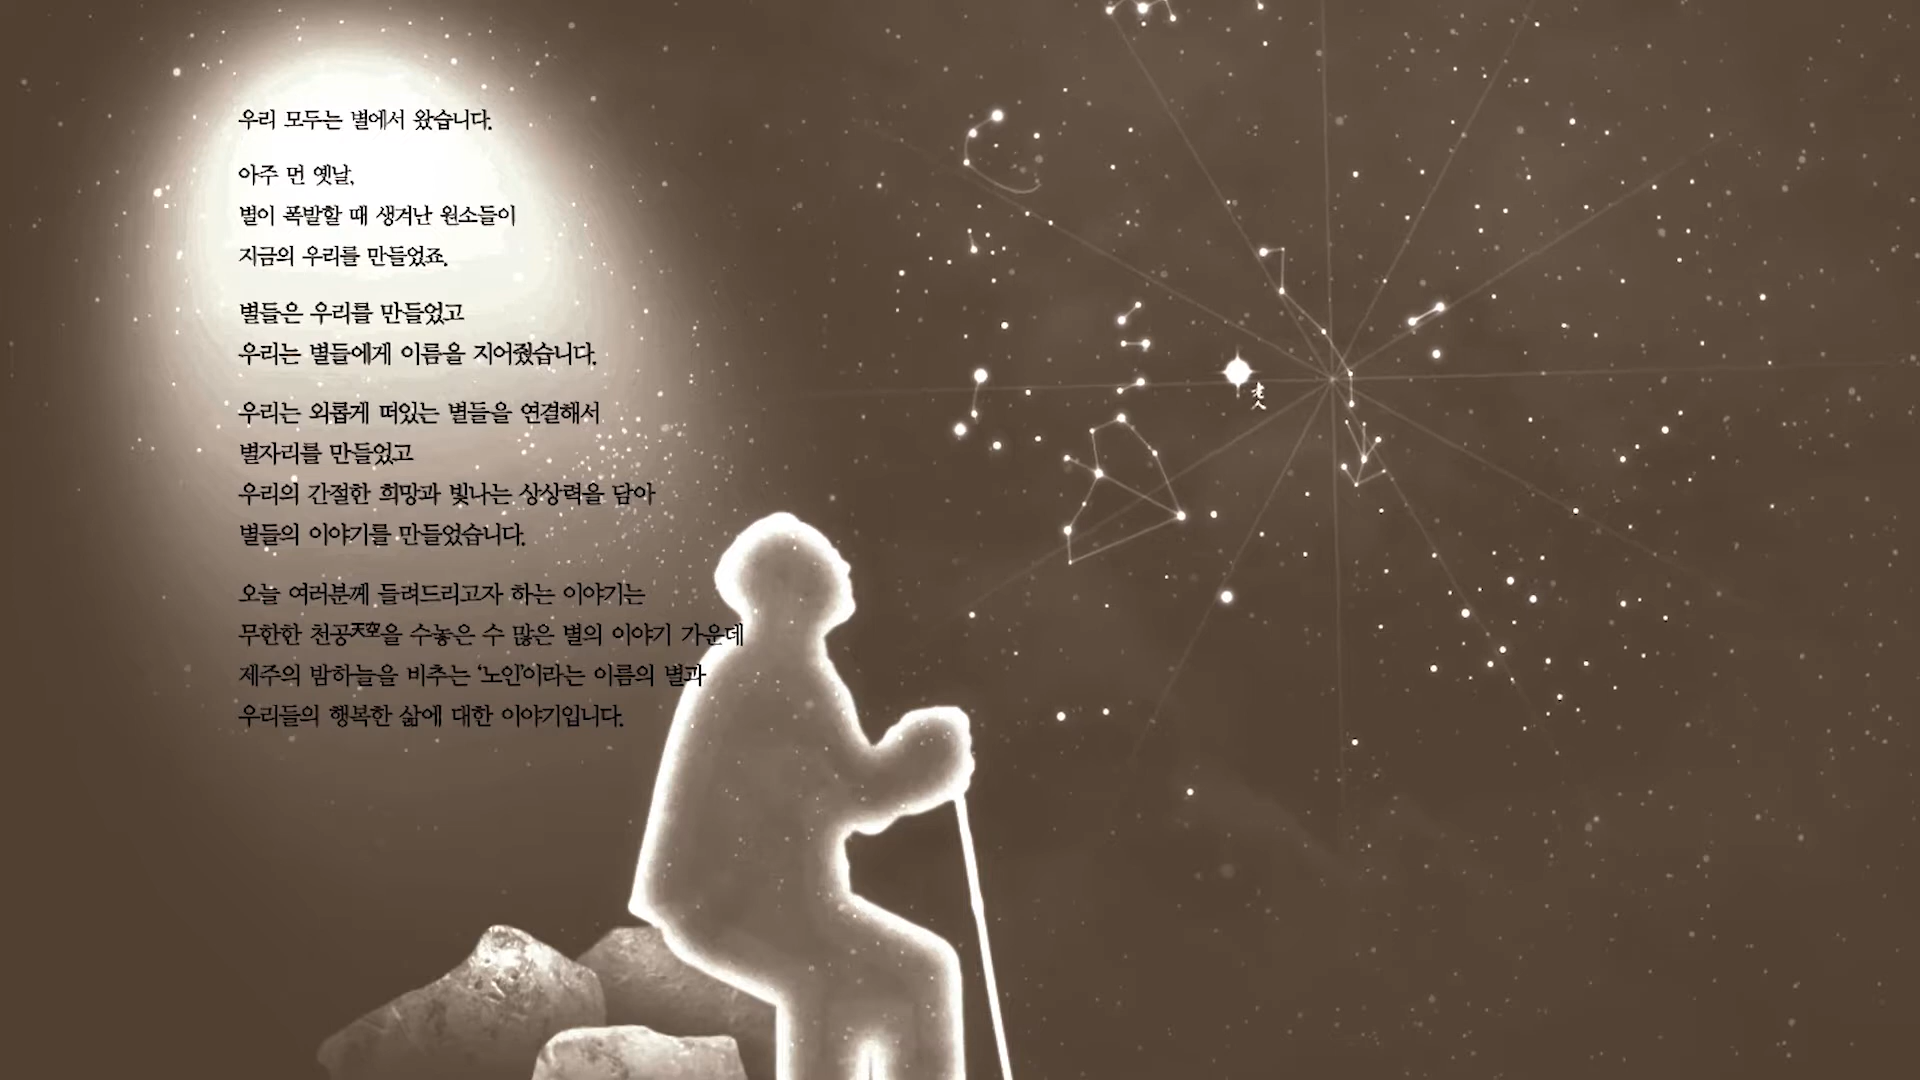 우리 모두는 별에서 왔습니다.
아주 먼 옛날,
별이 폭발할 때 생겨난 원소들이
지금의 우리를 만들었죠.
별들은 우리를 만들었고
우리는 별들에게 이름을 지어줬습니다.
우리는 외롭게 떠있는 별들을 연결해서
별자리를 만들었고
우리의 간절한 희망과 빛나는 상상력을 담아
별들의 이야기를 만들었습니다.
오늘 여러분께 들려드리고자 하는 이야기는
무한한 천공天空을 수놓은 수 많은 별의 이야기 가운데
제주의 밤하늘을 비추는 ‘노인’이라는 이름의 별과
우리들의 행복한 삶에 대한 이야기입니다.
老人